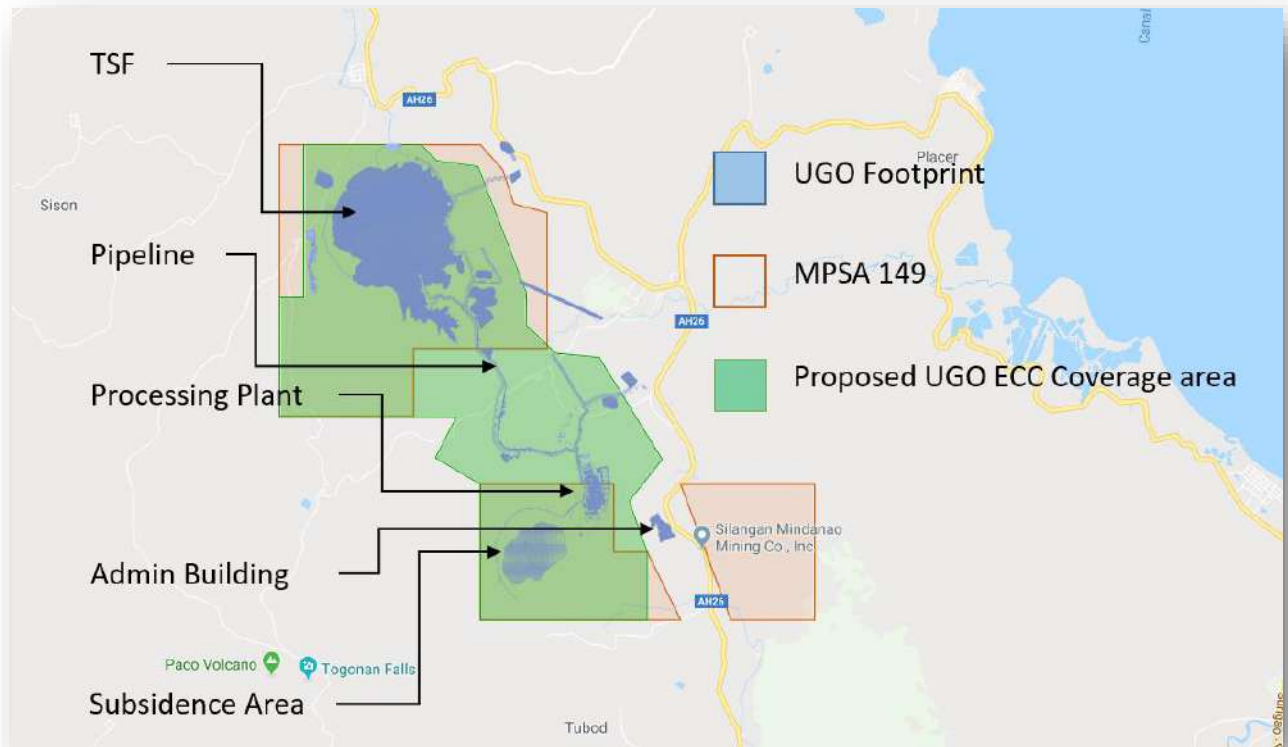 TSF
Pipeline
Processing Plant
Admin Building
Subsidence Area
UGO Footprint
MPSA 149
Proposed UGO ECC Coverage area
AH26
Sison
Placer
AH26
Silangan Mindanao
Mining Co., Inc
AH26
Paco Volcano
Togonan Falls
Tubod